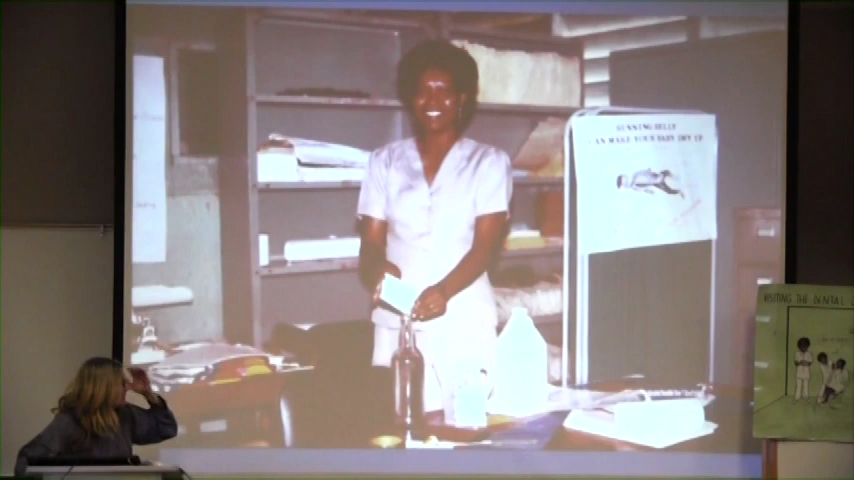 RUNNING BELLY
CAN MAKE YOUR BABY DRY UP
VISITING THE DENTAL